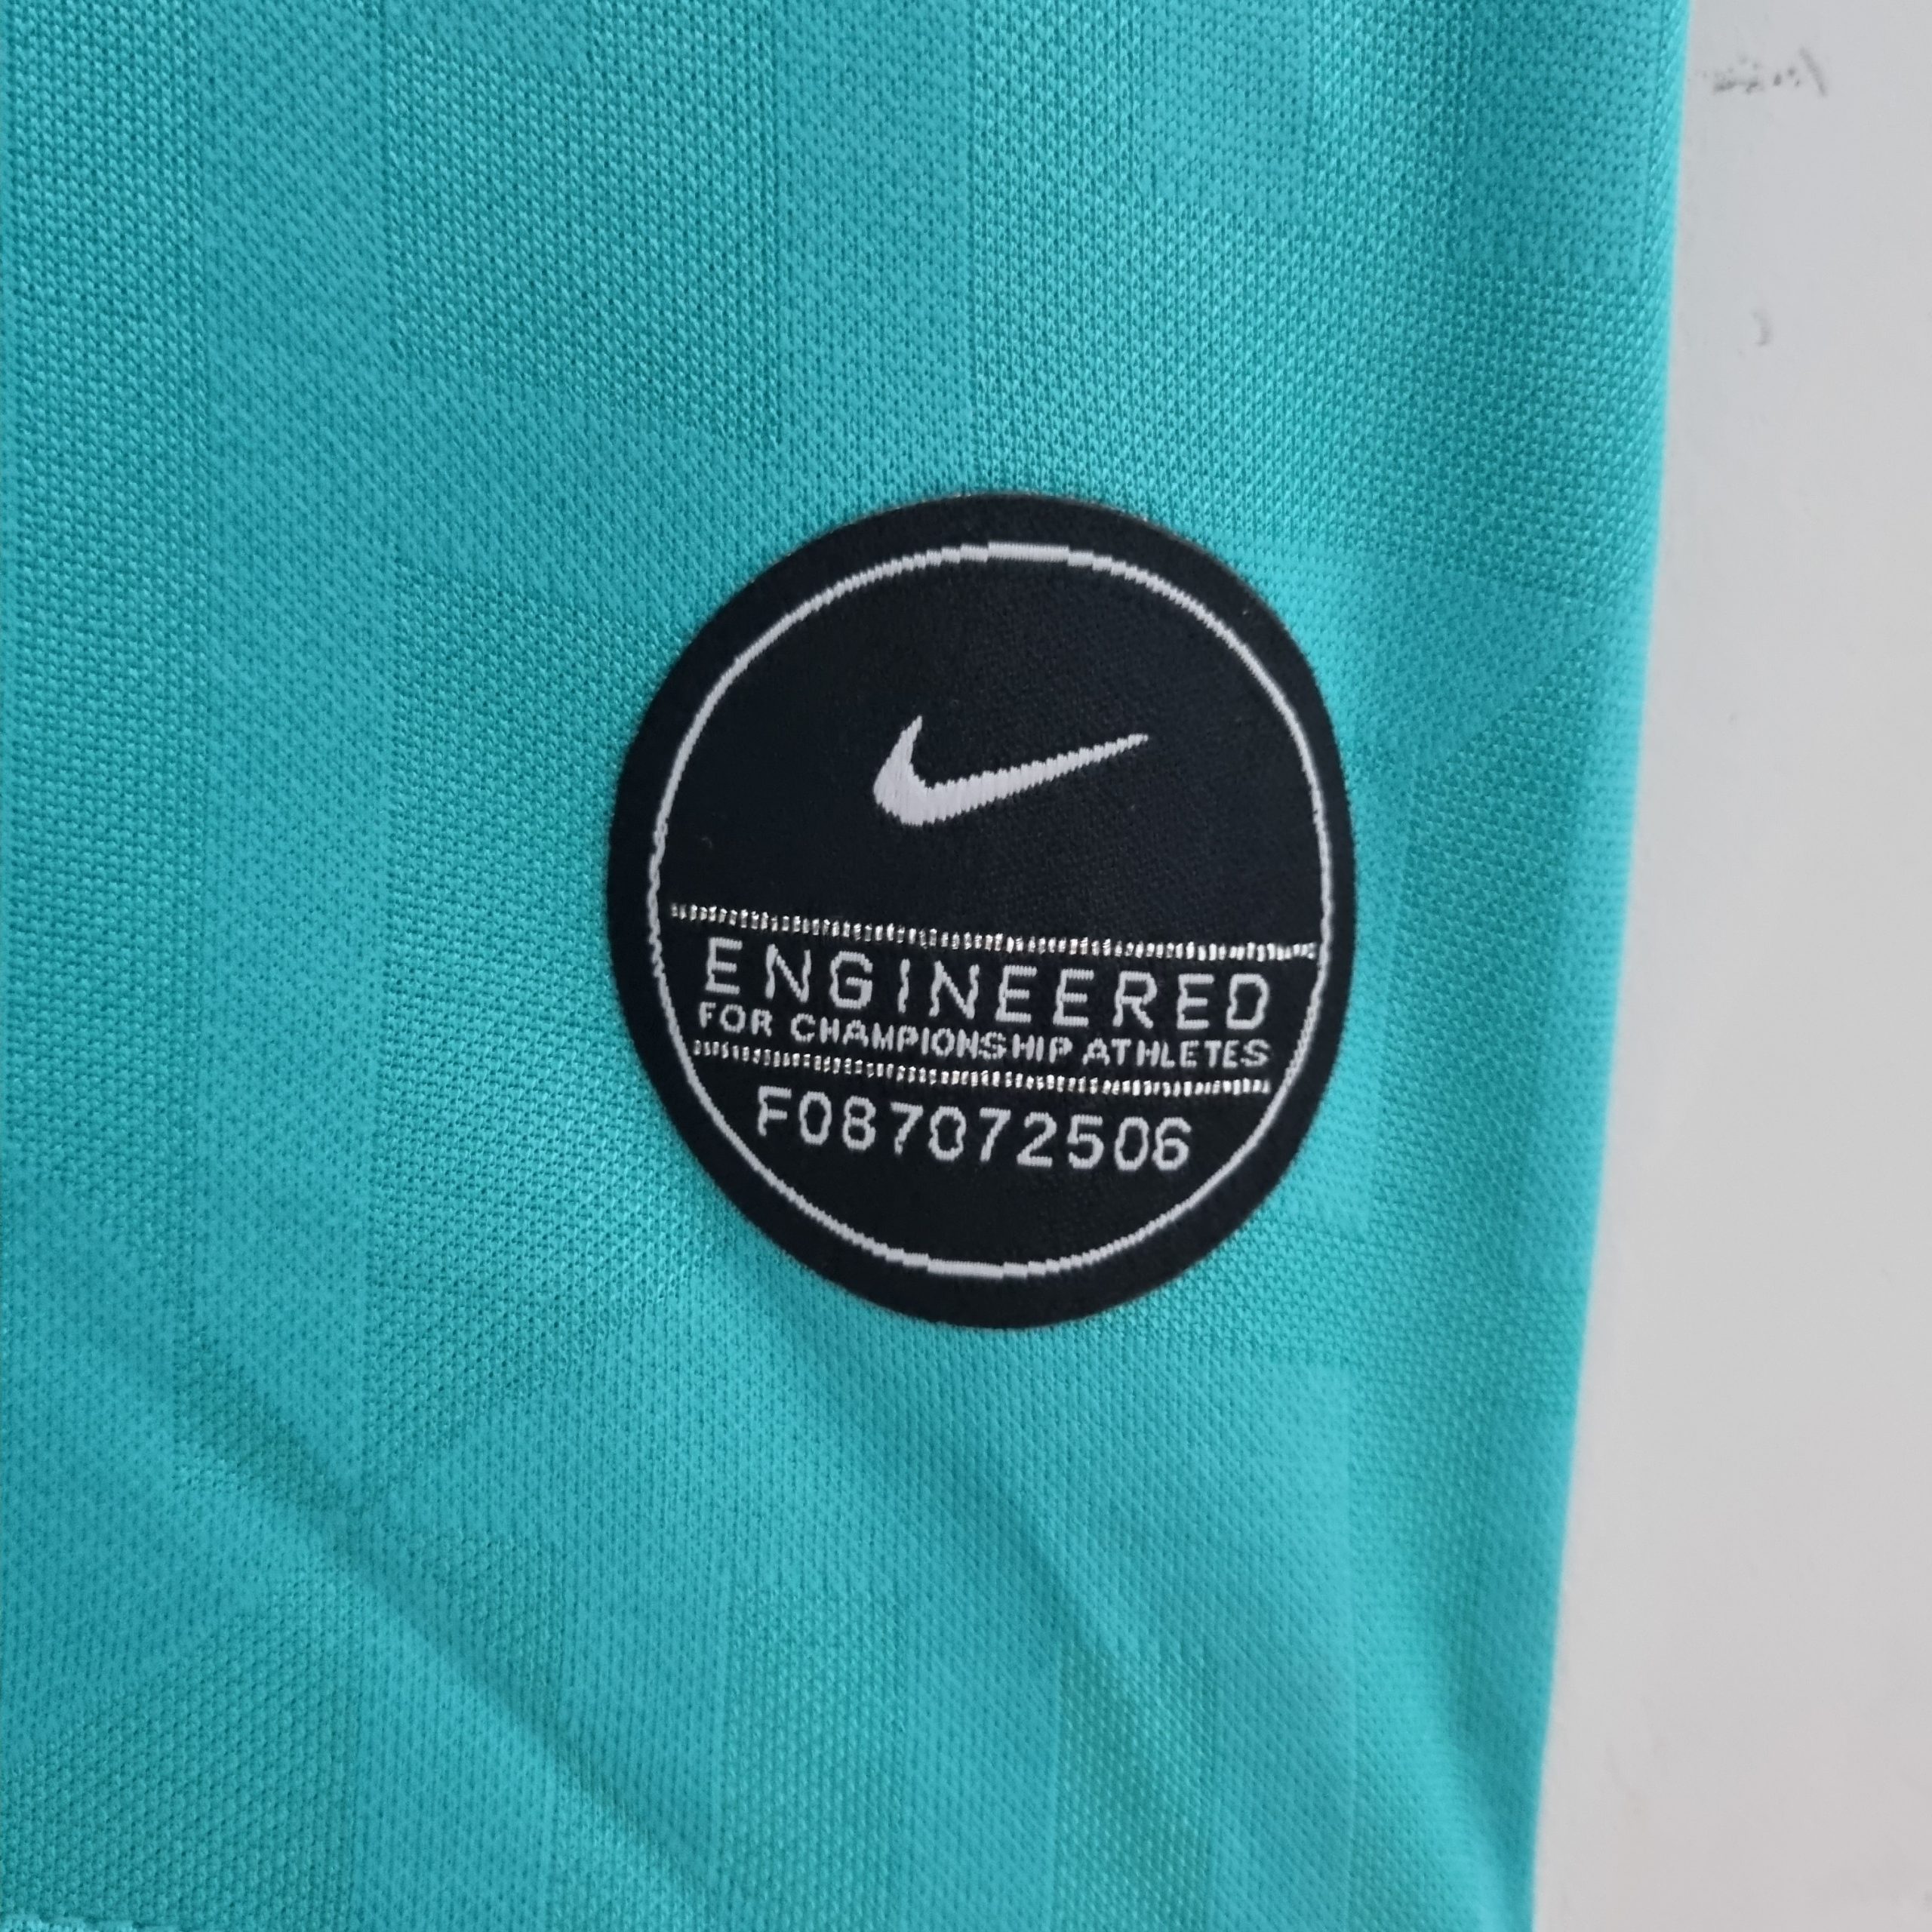 ENGINEERED
FOR CHAMPIONSHIP ATHLETES
F087072506